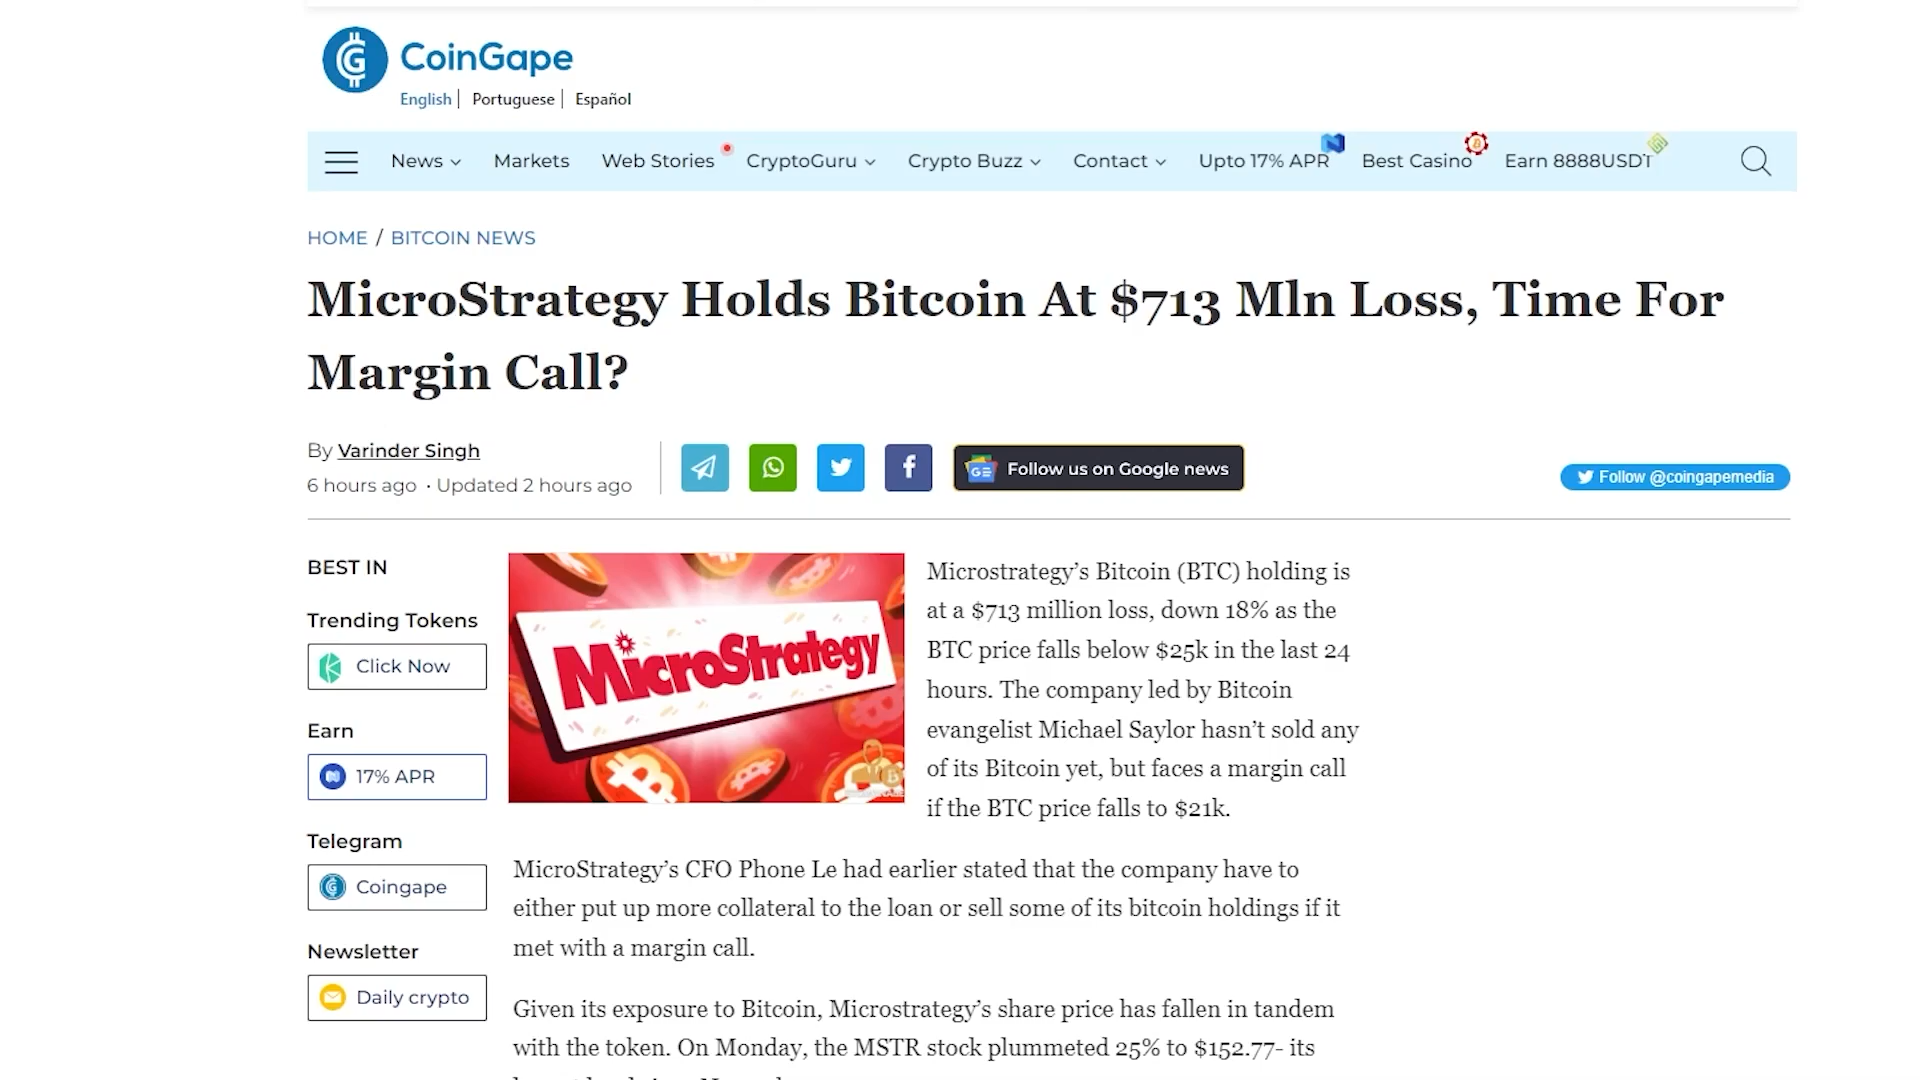 CoinGape
English | Portuguese | Español
News Markets Web Stories CryptoGuru Crypto Buzz Contact Upto 17% APR Best Casino Earn 8888USDT
HOME / BITCOIN NEWS
MicroStrategy Holds Bitcoin At $713 Mln Loss, Time For
Margin Call?
By Varinder Singh
6 hours ago · Updated 2 hours ago
Follow us on Google news
Follow @coingapemedia
BEST IN
Trending Tokens
Click Now
Earn
17% APR
Telegram
Coingape
Newsletter
Daily crypto
MicroStrategy
Microstrategy’s Bitcoin (BTC) holding is
at a $713 million loss, down 18% as the
BTC price falls below $25k in the last 24
hours. The company led by Bitcoin
evangelist Michael Saylor hasn’t sold any
of its Bitcoin yet, but faces a margin call
if the BTC price falls to $21k.
MicroStrategy’s CFO Phone Le had earlier stated that the company have to
either put up more collateral to the loan or sell some of its bitcoin holdings if it
met with a margin call.
Given its exposure to Bitcoin, Microstrategy’s share price has fallen in tandem
with the token. On Monday, the MSTR stock plummeted 25% to $152.77- its